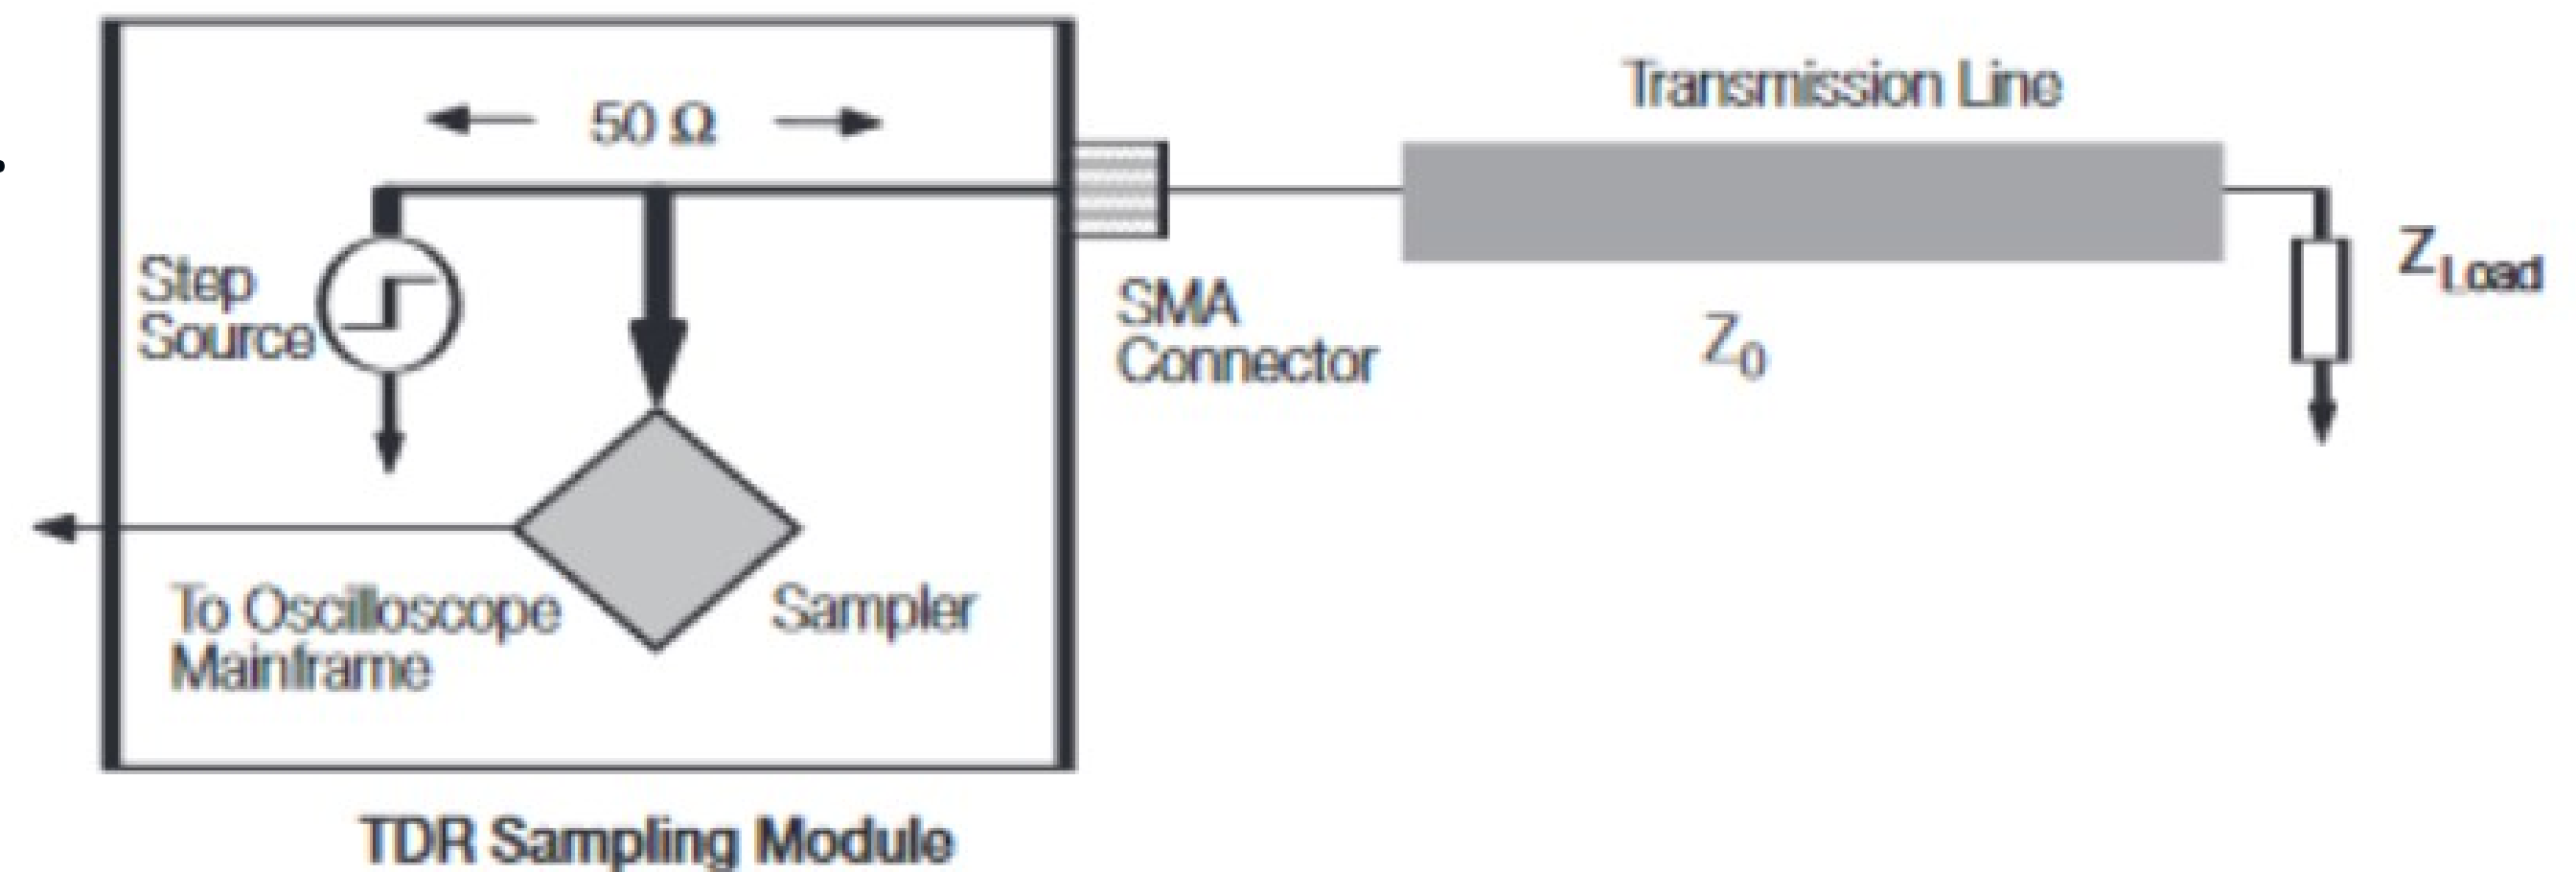 Transmission Line
50 Ω
Step
Source
SMA
Connector
Z0
ZLoad
To Oscilloscope
Mainframe
Sampler
TDR Sampling Module